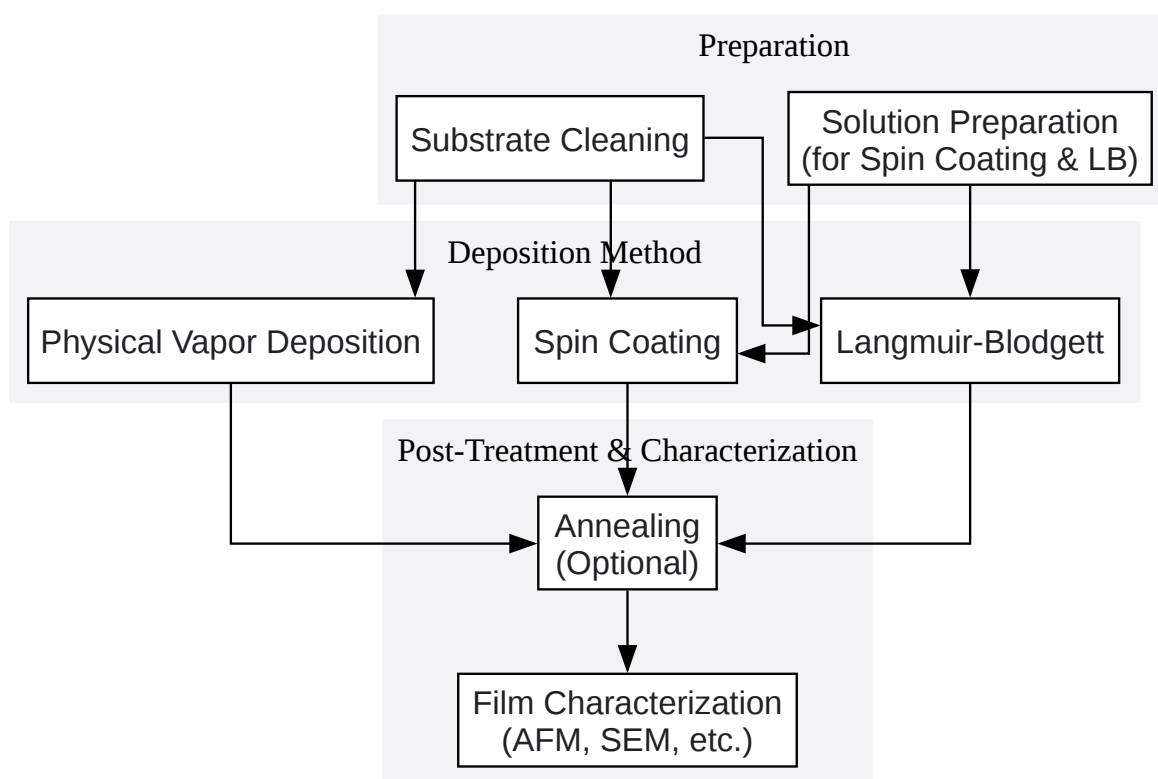 Preparation
Substrate Cleaning
Solution Preparation
(for Spin Coating & LB)
Deposition Method
Physical Vapor Deposition
Spin Coating
Langmuir-Blodgett
Post-Treatment & Characterization
Annealing
(Optional)
Film Characterization
(AFM, SEM, etc.)